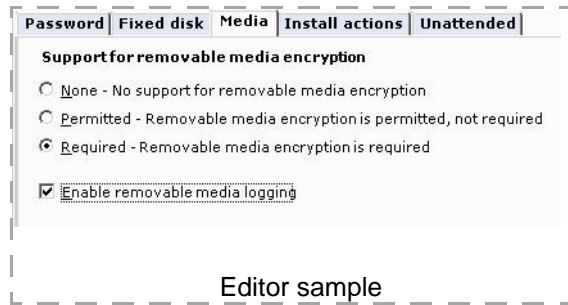 Password Fixed disk Media Install actions Unattended
Support for removable media encryption
None - No support for removable media encryption
Permitted - Removable media encryption is permitted, not required
Required - Removable media encryption is required
Enable removable media logging
Editor sample